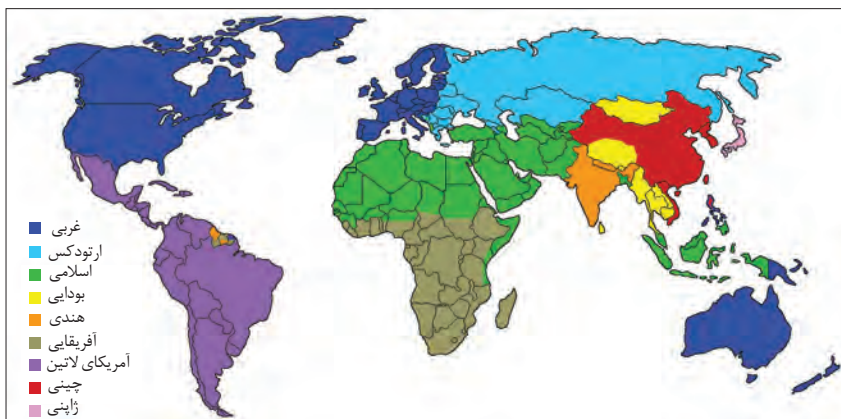 غربی
ارتودکس
اسلامی
بودایی
هندی
آفریقایی
آمریکای لاتین
چینی
ژاپنی